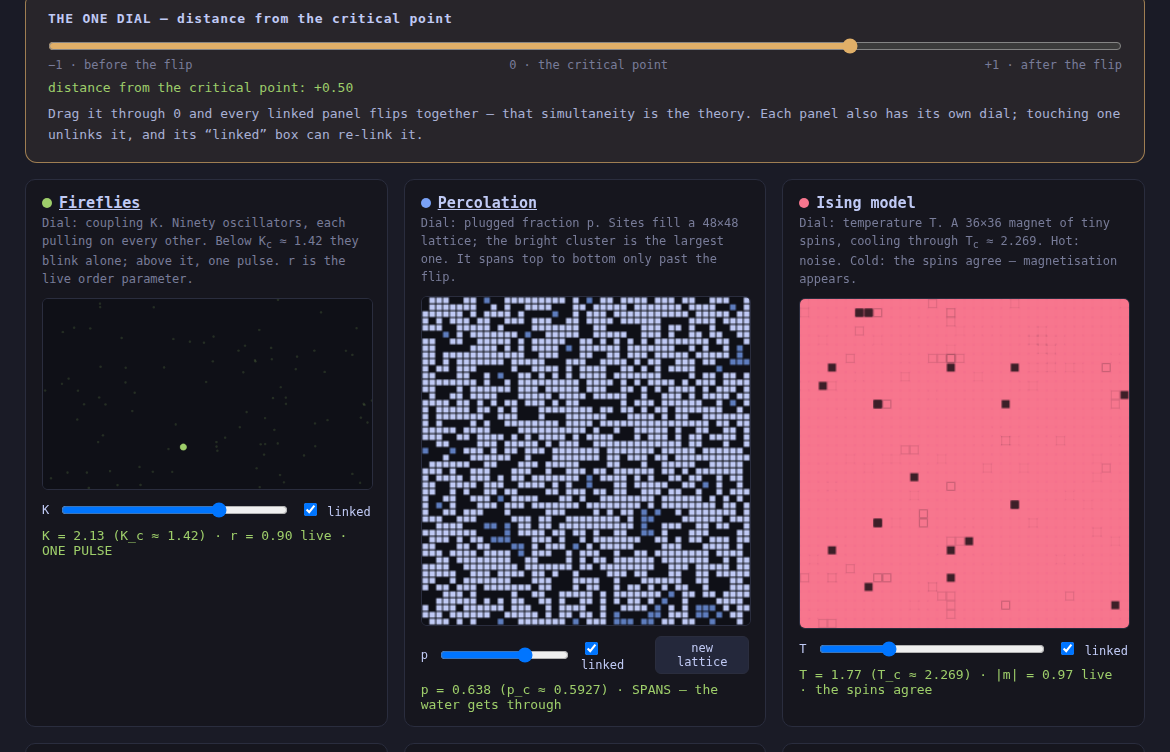 THE ONE DIAL — distance from the critical point
−1 · before the flip
0 · the critical point
+1 · after the flip
distance from the critical point: +0.50
Drag it through 0 and every linked panel flips together — that simultaneity is the theory. Each panel also has its own dial; touching one
unlinks it, and its “linked” box can re-link it.
Fireflies
Dial: coupling K. Ninety oscillators, each
pulling on every other. Below K_c ≈ 1.42 they
blink alone; above it, one pulse. r is the
live order parameter.
K
linked
K = 2.13 (K_c ≈ 1.42) · r = 0.90 live ·
ONE PULSE
Percolation
Dial: plugged fraction p. Sites fill a 48×48
lattice; the bright cluster is the largest
one. It spans top to bottom only past the
flip.
p
linked
new
lattice
p = 0.638 (p_c ≈ 0.5927) · SPANS — the
water gets through
Ising model
Dial: temperature T. A 36×36 magnet of tiny
spins, cooling through T_c ≈ 2.269. Hot:
noise. Cold: the spins agree — magnetisation
appears.
T
linked
T = 1.77 (T_c ≈ 2.269) · |m| = 0.97 live
· the spins agree